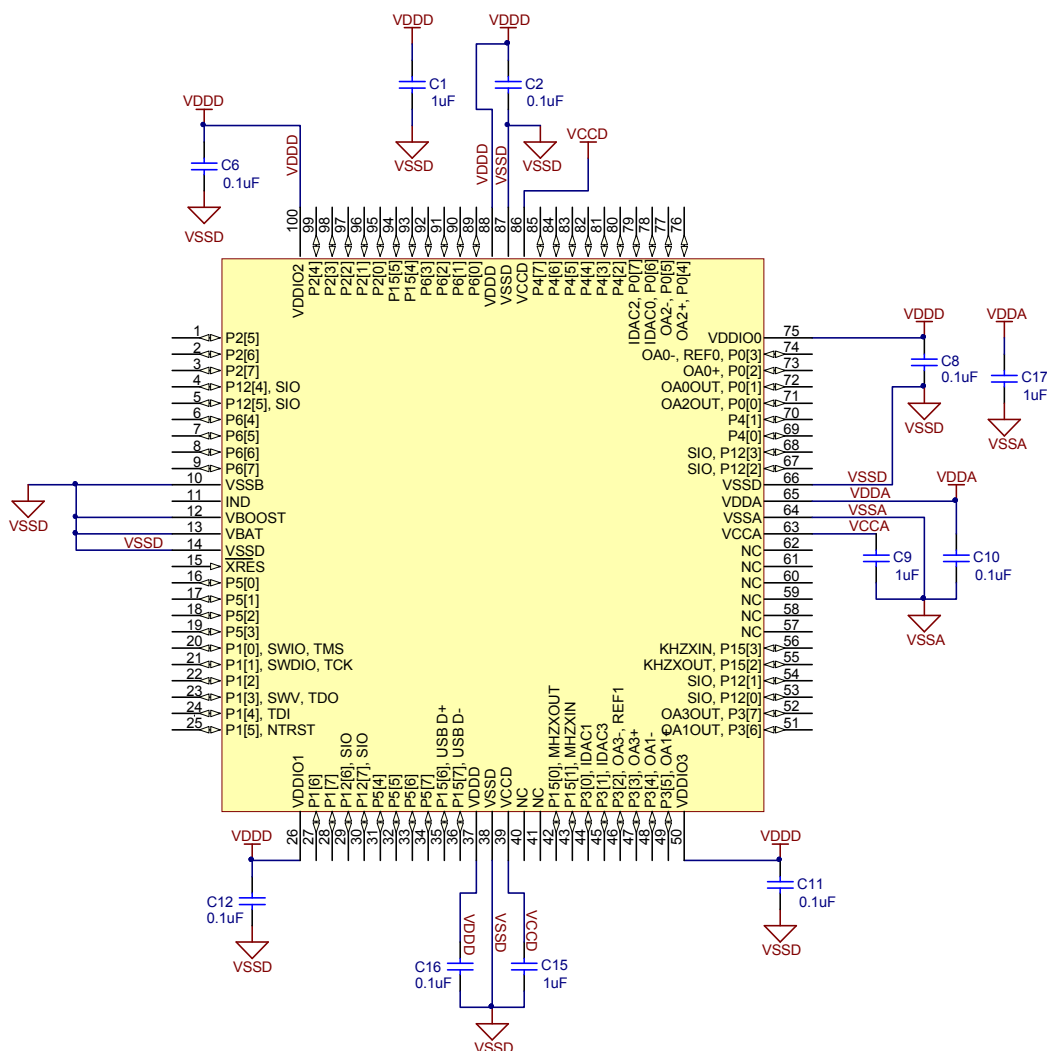 VDDD
VDDD
C1
1uF
C2
0.1uF
VDDD
VCCD
VSSD
VSSD
C6
0.1uF
VSSD
VDDD
VDDD
VSSD
100
99
98
97
96
95
94
93
92
91
90
89
88
87
86
85
84
83
82
81
80
79
78
77
76
VDDIO2
P2[4]
P2[3]
P2[2]
P2[1]
P2[0]
P15[5]
P15[4]
P6[3]
P6[2]
P6[1]
P6[0]
VDDD
VSSD
VCCD
P4[7]
P4[6]
P4[5]
P4[4]
P4[3]
P4[2]
IDAC2, P0[7]
IDAC0, P0[6]
OA2-, P0[5]
OA2+, P0[4]
1 P2[5]
2 P2[6]
3 P2[7]
4 P12[4], SIO
5 P12[5], SIO
6 P6[4]
7 P6[5]
8 P6[6]
9 P6[7]
10 VSSB
11 IND
12 VBOOST
13 VBAT
VSSD 14 VSSD
15 XRES
16 P5[0]
17 P5[1]
18 P5[2]
19 P5[3]
20 P1[0], SWIO, TMS
21 P1[1], SWDIO, TCK
22 P1[2]
23 P1[3], SWV, TDO
24 P1[4], TDI
25 P1[5], NTRST
VSSD
VDDIO0 75
OA0-, REF0, P0[3] 74
OA0+, P0[2] 73
OA0OUT, P0[1] 72
OA2OUT, P0[0] 71
P4[1] 70
P4[0] 69
SIO, P12[3] 68
SIO, P12[2] 67
VSSD 66 VSSD
VDDA 65 VDDA
VSSA 64 VSSA
VCCA 63 VCCA
NC 62
NC 61
NC 60
NC 59
NC 58
NC 57
KHZXIN, P15[3] 56
KHZXOUT, P15[2] 55
SIO, P12[1] 54
SIO, P12[0] 53
OA3OUT, P3[7] 52
OA1OUT, P3[6] 51
VDDD
C8
0.1uF
VSSD
VDDA
C17
1uF
VSSA
VDDA
C9
1uF
C10
0.1uF
VSSA
VDDIO1
P1[6]
P1[7]
P12[6], SIO
P12[7], SIO
P5[4]
P5[5]
P5[6]
P5[7]
P15[6], USB D+
P15[7], USB D-
VDDD
VSSD
VCCD
NC
NC
P15[0], MHZXOUT
P15[1], MHZXIN
P3[0], IDAC1
P3[1], IDAC3
P3[2], OA3-, REF1
P3[3], OA3+
P3[4], OA1-
P3[5], OA1+
VDDIO3
26
27
28
29
30
31
32
33
34
35
36
37
38
39
40
41
42
43
44
45
46
47
48
49
50
VDDD
C12
0.1uF
VSSD
VDDD
VSSD
VCCD
C16
0.1uF
C15
1uF
VSSD
VDDD
C11
0.1uF
VSSD